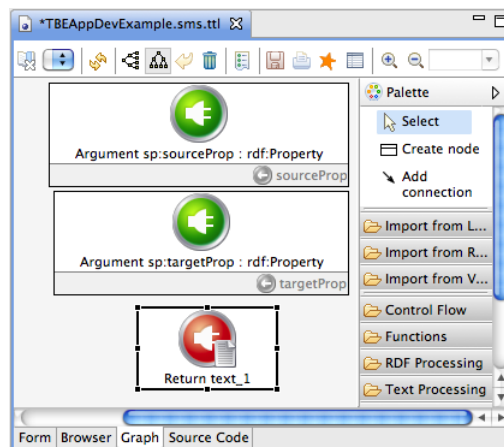 *TBEAppDevExample.sms.ttl
Palette
Select
Create node
Add
connection
Import from L...
Import from R...
Import from V...
Control Flow
Functions
RDF Processing
Text Processing
Argument sp:sourceProp : rdf:Property
sourceProp
Argument sp:targetProp : rdf:Property
targetProp
Return text_1
Form Browser Graph Source Code